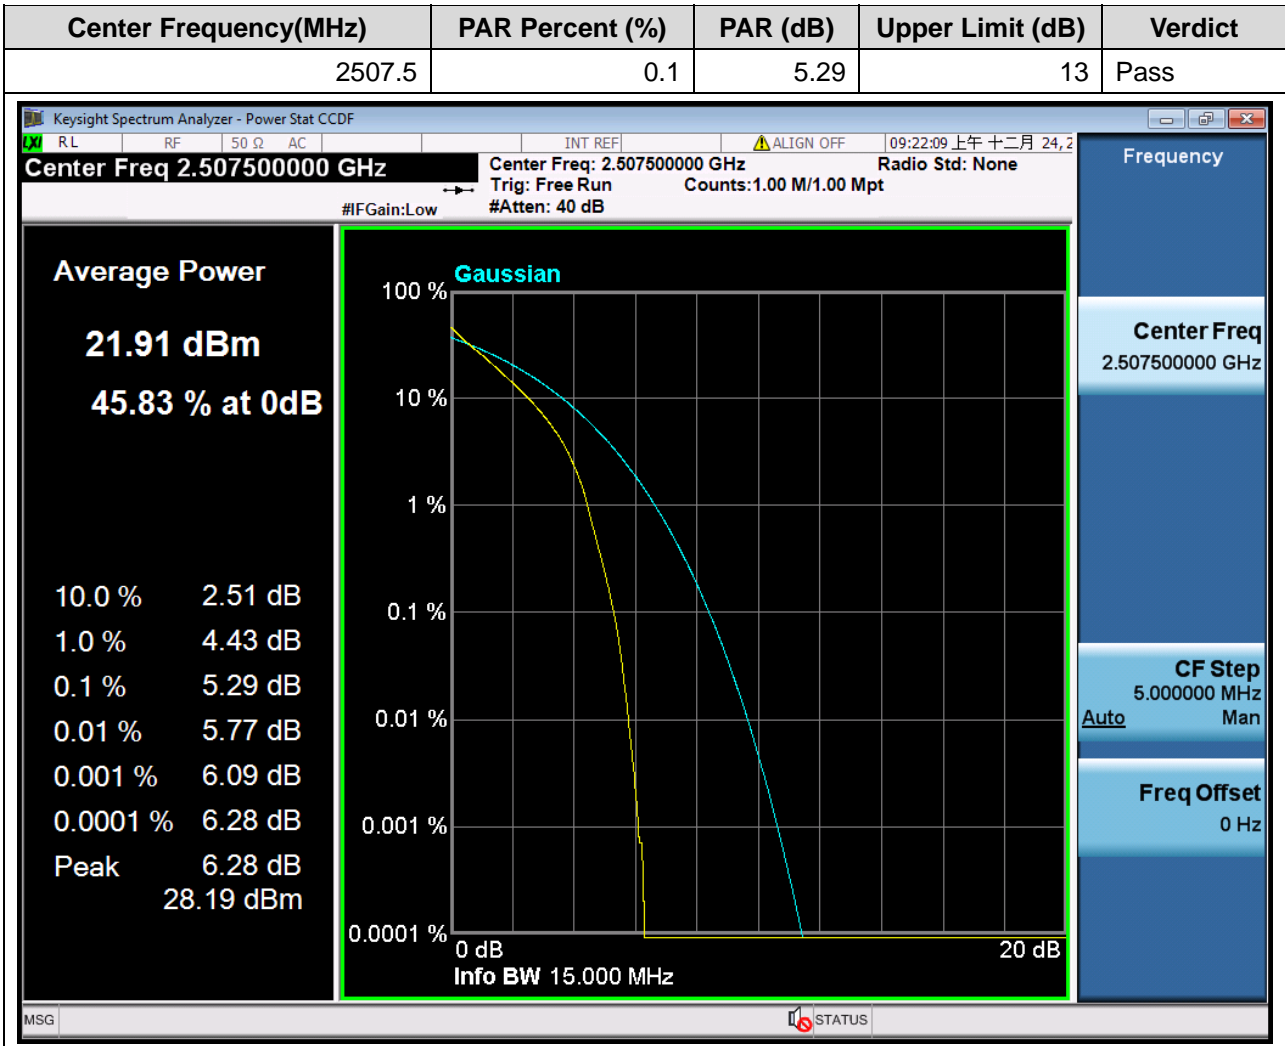 Center Frequency(MHz) PAR Percent (%) PAR (dB) Upper Limit (dB) Verdict
2507.5 0.1 5.29 13 Pass
Keysight Spectrum Analyzer - Power Stat CCDF
LXI RL RF 50 Ω AC INT REF ALIGN OFF 09:22:09 上午 十二月 24, 2
Center Freq 2.507500000 GHz
Center Freq: 2.507500000 GHz Radio Std: None
Trig: Free Run Counts:1.00 M/1.00 Mpt
#IFGain:Low #Atten: 40 dB
Average Power
21.91 dBm
45.83 % at 0dB
10.0 % 2.51 dB
1.0 % 4.43 dB
0.1 % 5.29 dB
0.01 % 5.77 dB
0.001 % 6.09 dB
0.0001 % 6.28 dB
Peak 6.28 dB
28.19 dBm
Gaussian
100 %
10 %
1 %
0.1 %
0.01 %
0.001 %
0.0001 %
0 dB 20 dB
Info BW 15.000 MHz
Frequency
Center Freq
2.507500000 GHz
CF Step
5.000000 MHz
Auto Man
Freq Offset
0 Hz
MSG STATUS